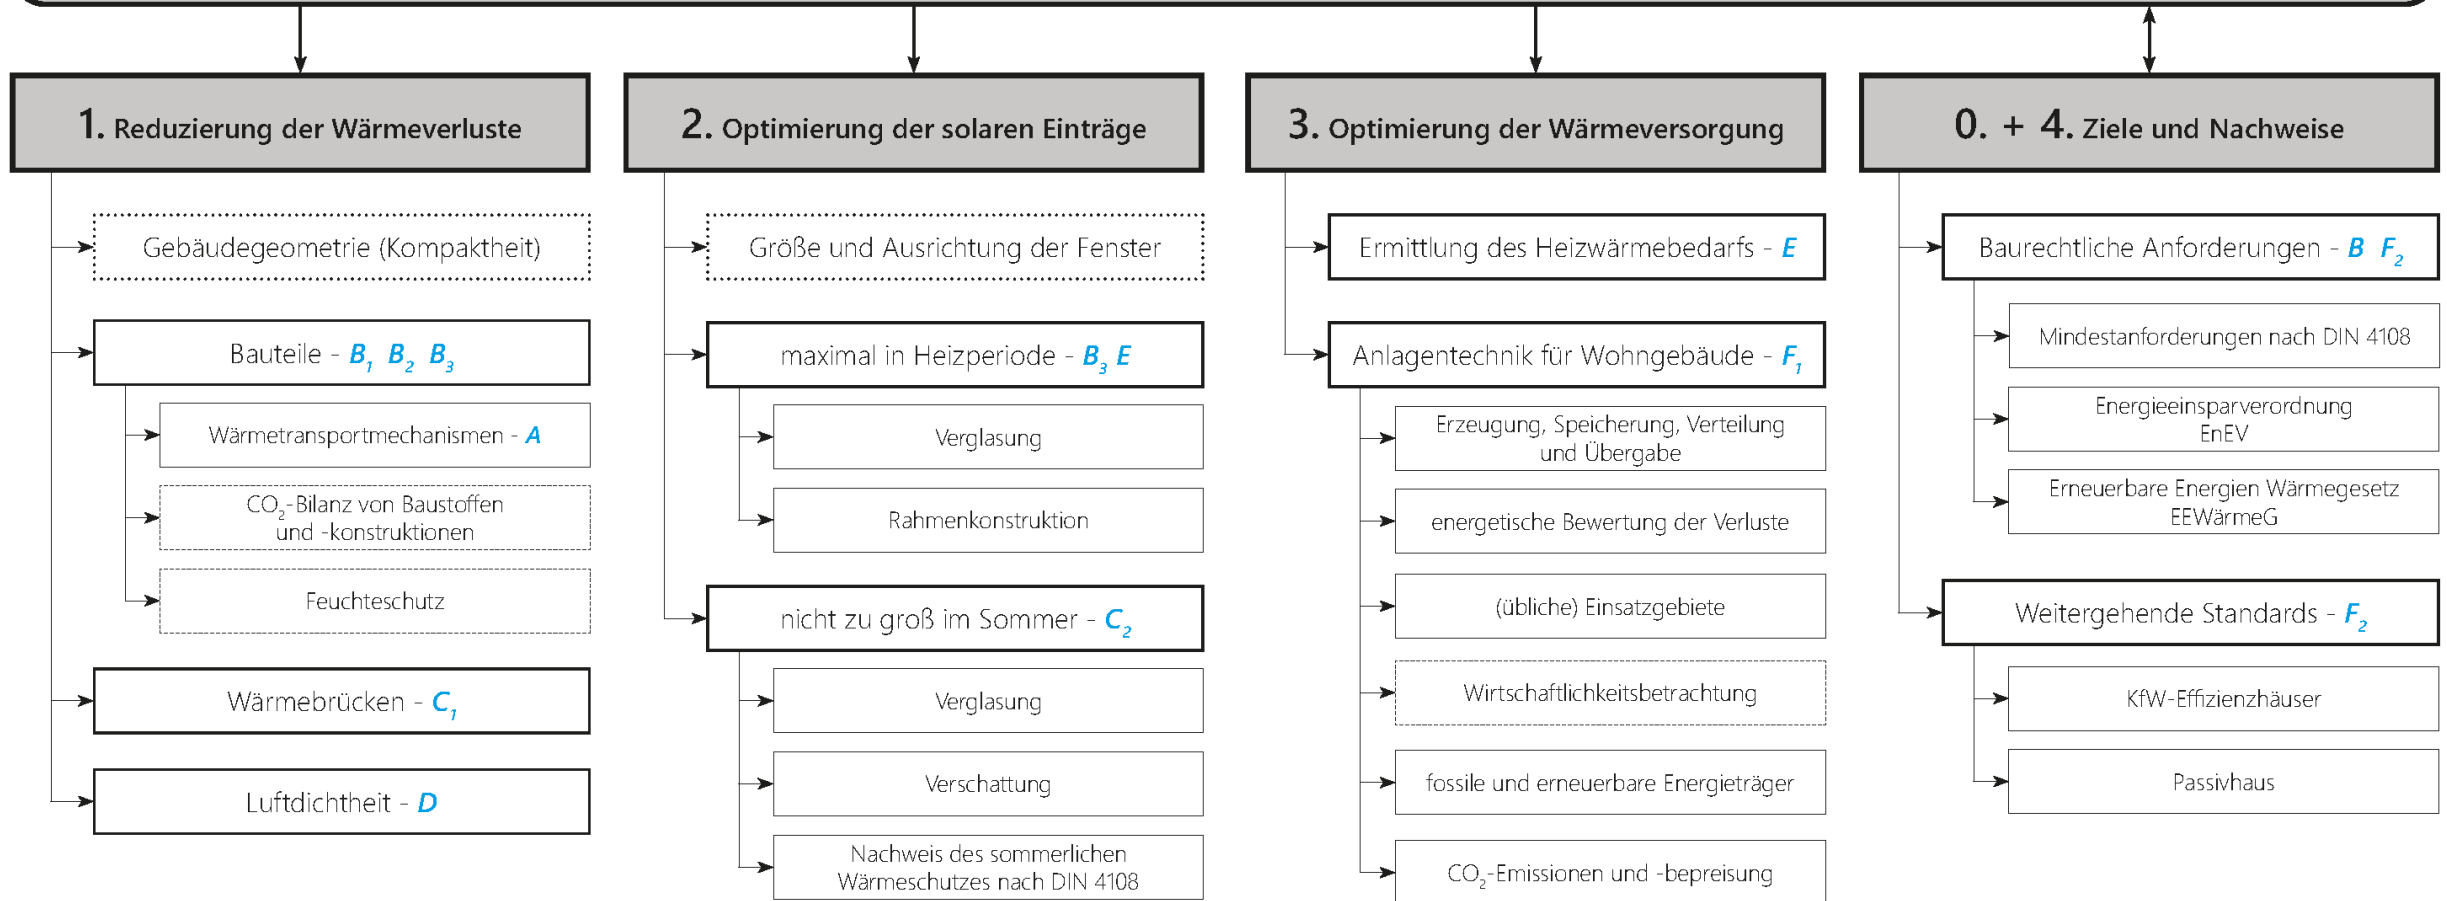 1. Reduzierung der Wärmeverluste
Gebäudegeometrie (Kompaktheit)
Bauteile - B1 B2 B3
Wärmetransportmechanismen - A
CO2-Bilanz von Baustoffen
und -konstruktionen
Feuchteschutz
Wärmebrücken - C1
Luftdichtheit - D
2. Optimierung der solaren Einträge
Größe und Ausrichtung der Fenster
maximal in Heizperiode - B3 E
Verglasung
Rahmenkonstruktion
nicht zu groß im Sommer - C2
Verglasung
Verschattung
Nachweis des sommerlichen
Wärmeschutzes nach DIN 4108
3. Optimierung der Wärmeversorgung
Ermittlung des Heizwärmebedarfs - E
Anlagentechnik für Wohngebäude - F1
Erzeugung, Speicherung, Verteilung
und Übergabe
energetische Bewertung der Verluste
(übliche) Einsatzgebiete
Wirtschaftlichkeitsbetrachtung
fossile und erneuerbare Energieträger
CO2-Emissionen und -bepreisung
0. + 4. Ziele und Nachweise
Baurechtliche Anforderungen - B F2
Mindestanforderungen nach DIN 4108
Energieeinsparverordnung
EnEV
Erneuerbare Energien Wärmegesetz
EEWärmeG
Weitergehende Standards - F2
KfW-Effizienzhäuser
Passivhaus